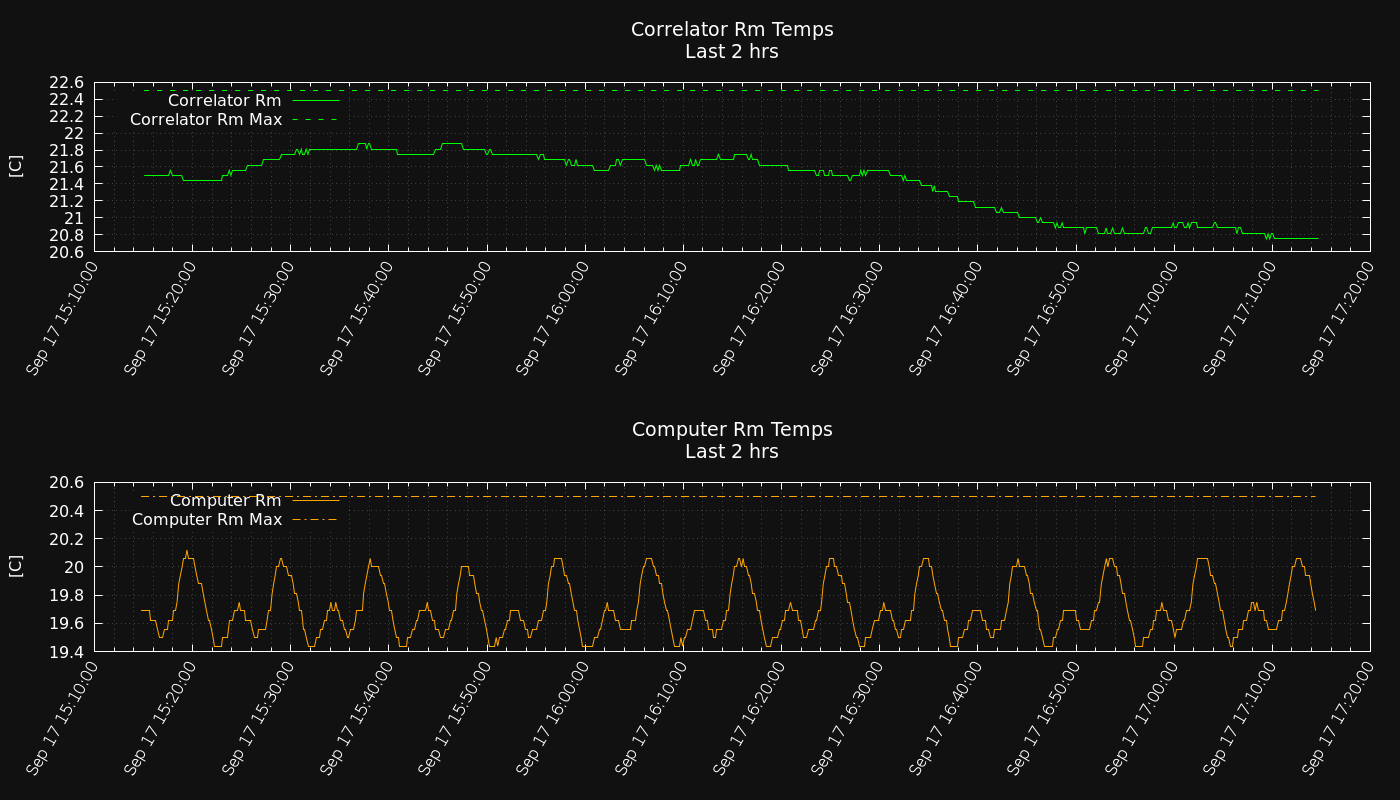 Correlator Rm Temps
Last 2 hrs
[C]
22.6
22.4
22.2
22
21.8
21.6
21.4
21.2
21
20.8
20.6
Correlator Rm
Correlator Rm Max
Sep 17 15:10:00
Sep 17 15:20:00
Sep 17 15:30:00
Sep 17 15:40:00
Sep 17 15:50:00
Sep 17 16:00:00
Sep 17 16:10:00
Sep 17 16:20:00
Sep 17 16:30:00
Sep 17 16:40:00
Sep 17 16:50:00
Sep 17 17:00:00
Sep 17 17:10:00
Sep 17 17:20:00
Computer Rm Temps
Last 2 hrs
[C]
20.6
20.4
20.2
20
19.8
19.6
19.4
Computer Rm
Computer Rm Max
Sep 17 15:10:00
Sep 17 15:20:00
Sep 17 15:30:00
Sep 17 15:40:00
Sep 17 15:50:00
Sep 17 16:00:00
Sep 17 16:10:00
Sep 17 16:20:00
Sep 17 16:30:00
Sep 17 16:40:00
Sep 17 16:50:00
Sep 17 17:00:00
Sep 17 17:10:00
Sep 17 17:20:00